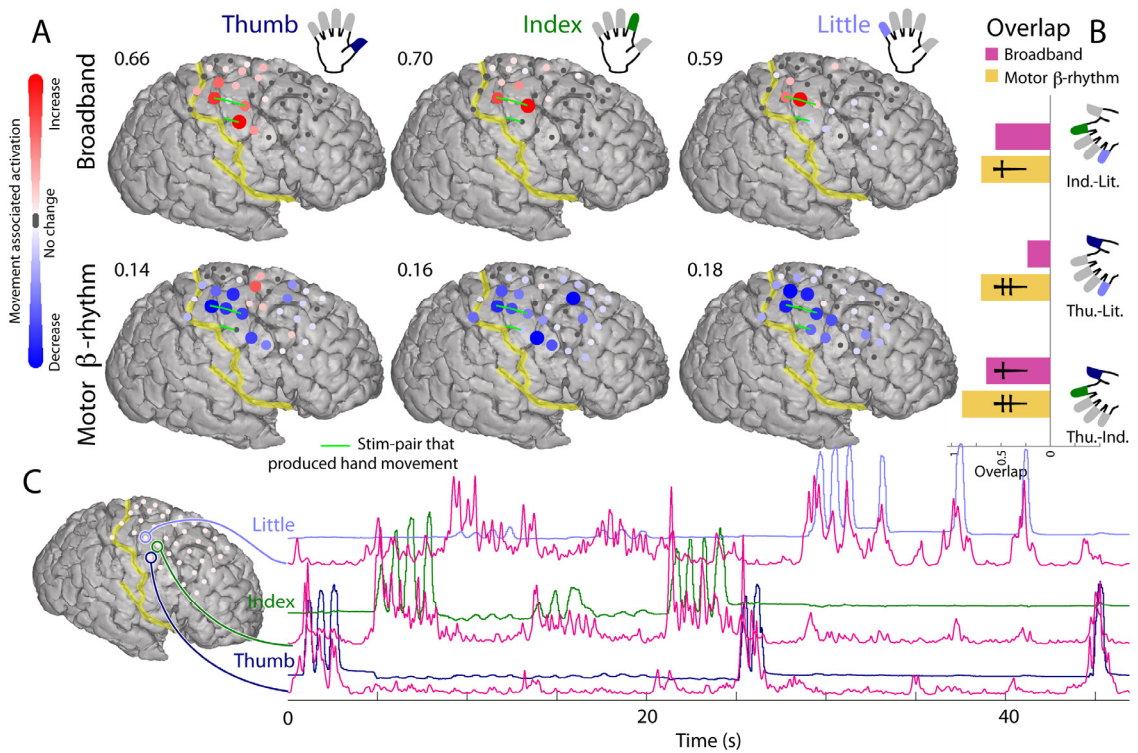 A
Thumb
Index
Little
Overlap
B
Broadband
Motor β-rhythm
Movement associated activation
Increase
No change
Decrease
Broadband
0.66
0.70
0.59
Ind.-Lit.
Motor β-rhythm
0.14
0.16
0.18
Thu.-Lit.
Thu.-Ind.
1
0.5
0
Overlap
Stim-pair that
produced hand movement
C
Little
Index
Thumb
0
20
40
Time (s)